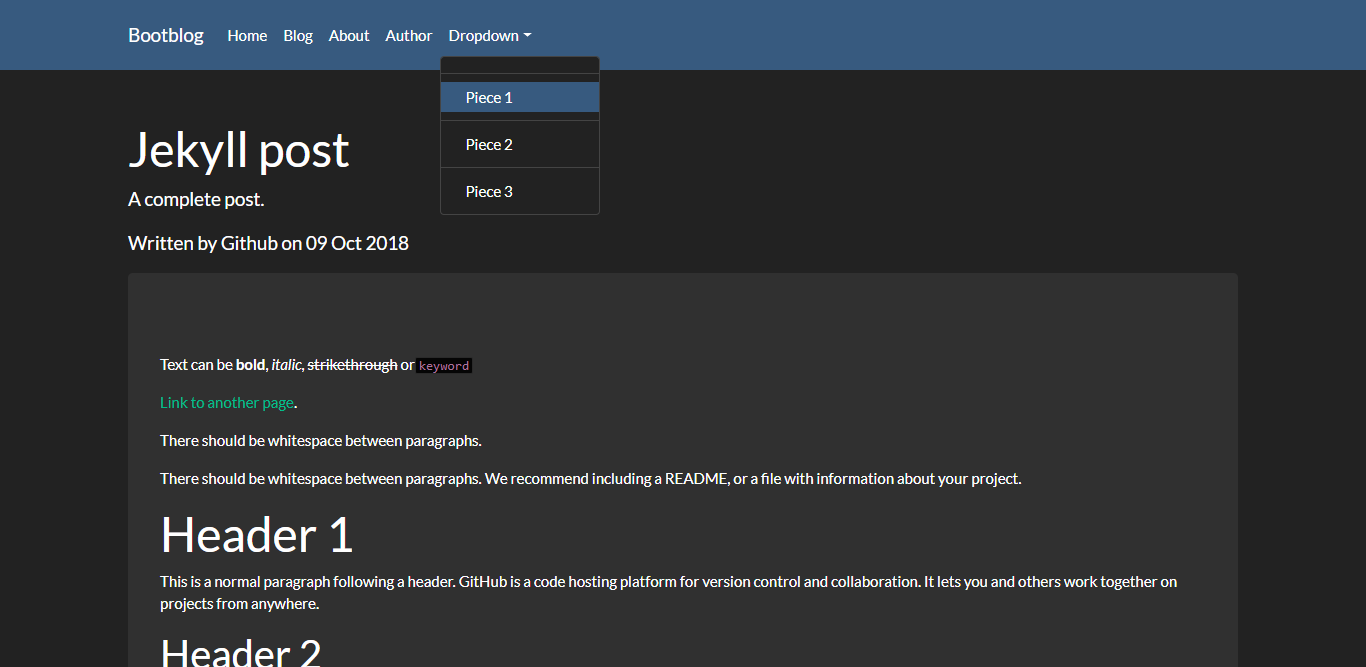 Bootblog Home Blog About Author Dropdown
Piece 1
Piece 2
Piece 3
Jekyll post
A complete post.
Written by Github on 09 Oct 2018
Text can be bold, italic, strikethrough or keyword
Link to another page.
There should be whitespace between paragraphs.
There should be whitespace between paragraphs. We recommend including a README, or a file with information about your project.
Header 1
This is a normal paragraph following a header. GitHub is a code hosting platform for version control and collaboration. It lets you and others work together on
projects from anywhere.
Header 2